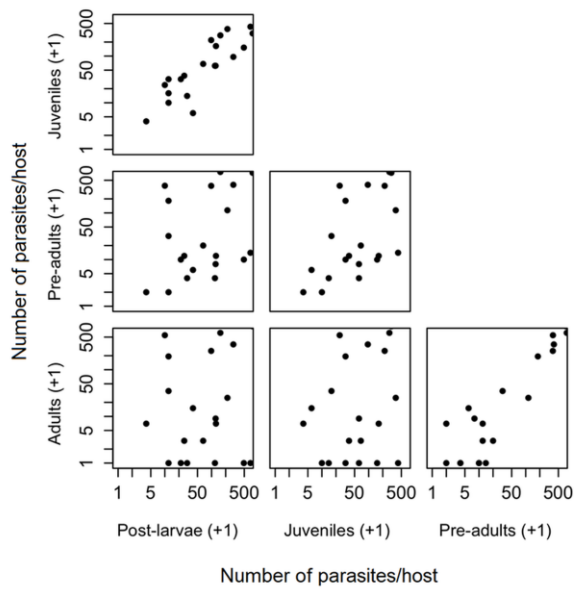 Number of parasites/host
Juveniles (+1)
500
50
5
1
Pre-adults (+1)
500
50
5
1
Adults (+1)
500
50
5
1
1 5 50 500 1 5 50 500 1 5 50 500
Post-larvae (+1) Juveniles (+1) Pre-adults (+1)
Number of parasites/host